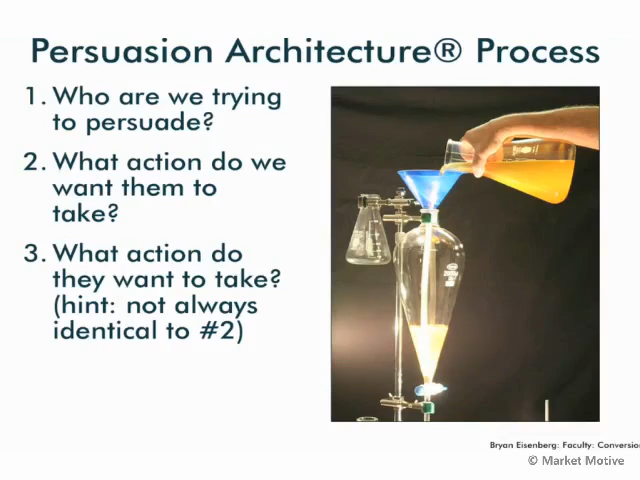 Persuasion Architecture® Process
1. Who are we trying
to persuade?
2. What action do we
want them to
take?
3. What action do
they want to take?
(hint: not always
identical to #2)
Bryan Eisenberg: Faculty: Conversion
© Market Motive